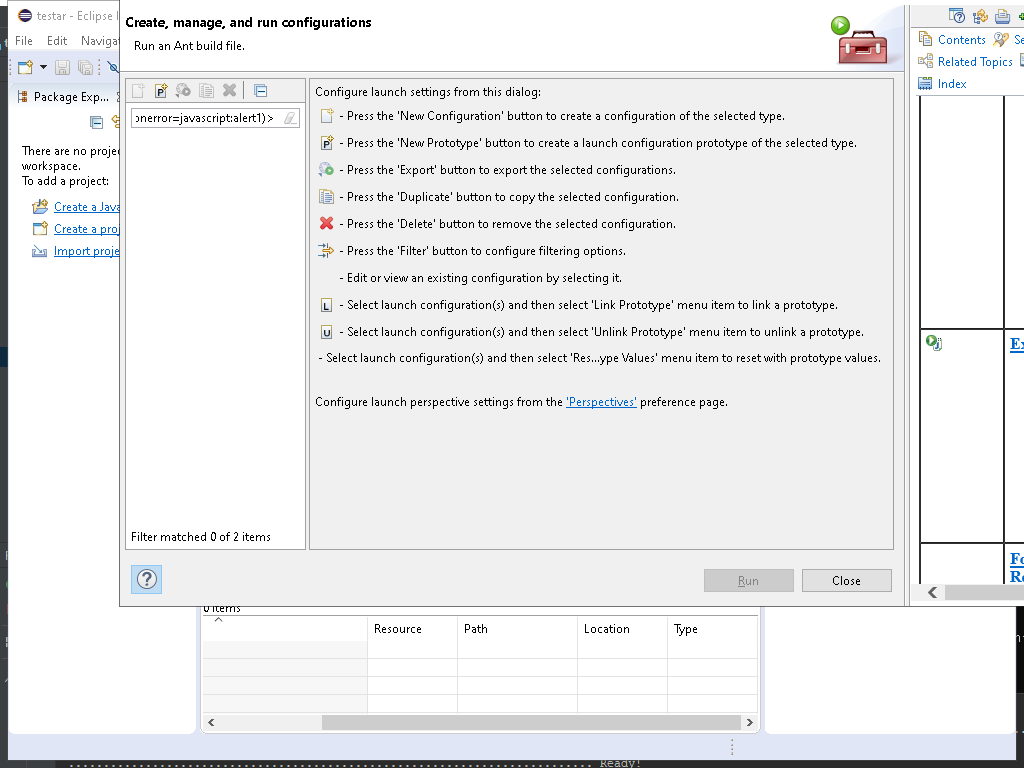 testar - Eclipse
File Edit
Package Exp...
There are no
workspace.
To add a project:
Create a
Create a
Import
Create, manage, and run configurations
Run an Ant build file.
onerror=javascript:alert1)>
Filter matched 0 of 2 items
Configure launch settings from this dialog:
- Press the 'New Configuration' button to create a configuration of the selected type.
- Press the 'New Prototype' button to create a launch configuration prototype of the selected type.
- Press the 'Export' button to export the selected configurations.
- Press the 'Duplicate' button to copy the selected configuration.
- Press the 'Delete' button to remove the selected configuration.
- Press the 'Filter' button to configure filtering options.
- Edit or view an existing configuration by selecting it.
- Select launch configuration(s) and then select 'Link Prototype' menu item to link a prototype.
- Select launch configuration(s) and then select 'Unlink Prototype' menu item to unlink a prototype.
- Select launch configuration(s) and then select 'Res...ype Values' menu item to reset with prototype values.
Configure launch perspective settings from the 'Perspectives' preference page.
Run Close
Contents
Related Topics
Index
0 items
Resource Path Location Type
Ready!